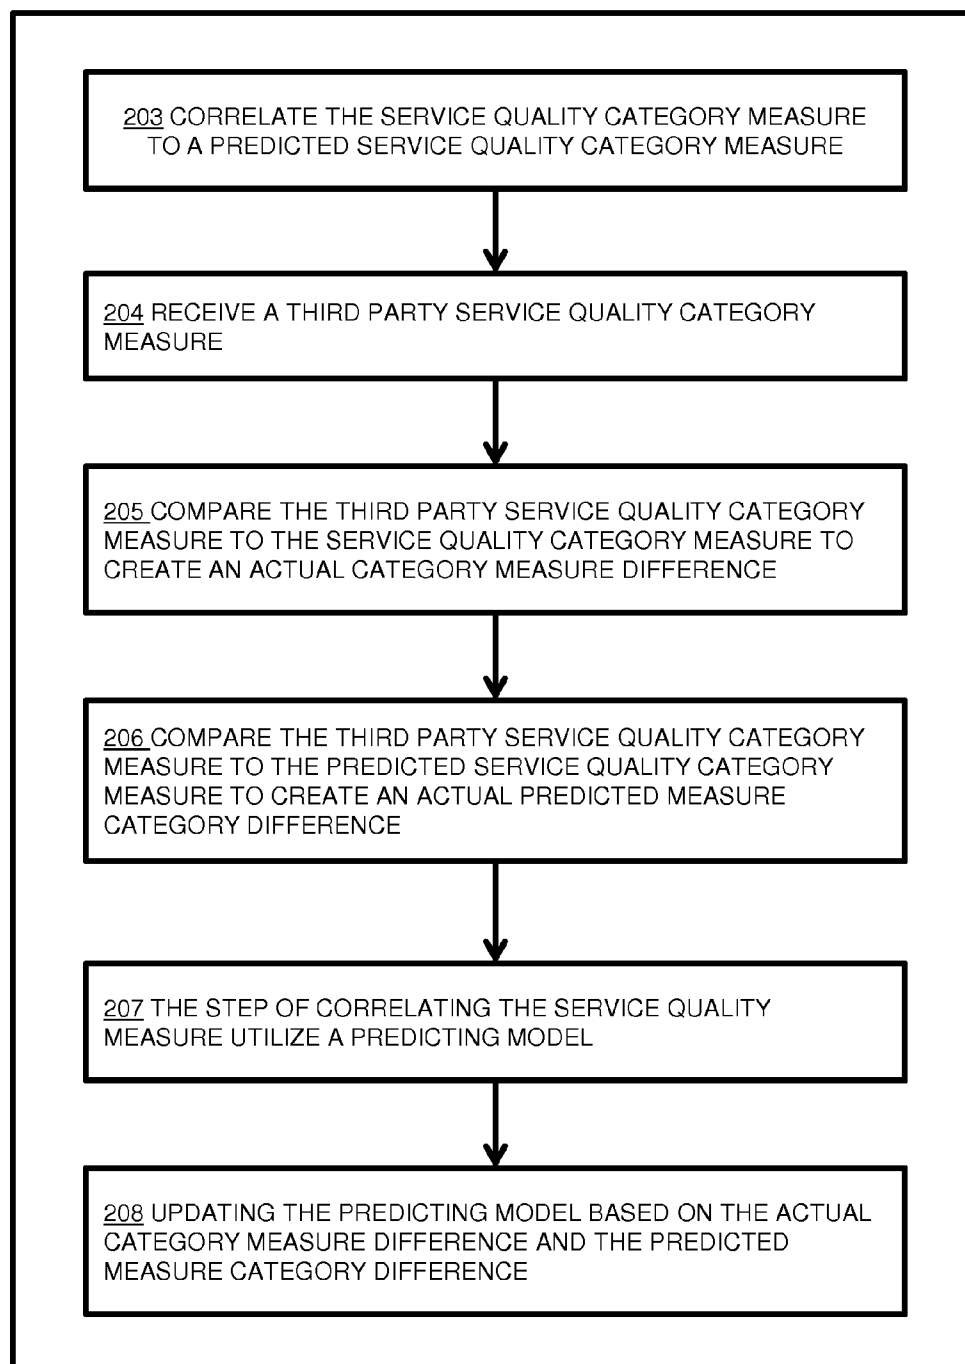 203 CORRELATE THE SERVICE QUALITY CATEGORY MEASURE
TO A PREDICTED SERVICE QUALITY CATEGORY MEASURE
204 RECEIVE A THIRD PARTY SERVICE QUALITY CATEGORY
MEASURE
205 COMPARE THE THIRD PARTY SERVICE QUALITY CATEGORY
MEASURE TO THE SERVICE QUALITY CATEGORY MEASURE TO
CREATE AN ACTUAL CATEGORY MEASURE DIFFERENCE
206 COMPARE THE THIRD PARTY SERVICE QUALITY CATEGORY
MEASURE TO THE PREDICTED SERVICE QUALITY CATEGORY
MEASURE TO CREATE AN ACTUAL PREDICTED MEASURE
CATEGORY DIFFERENCE
207 THE STEP OF CORRELATING THE SERVICE QUALITY
MEASURE UTILIZE A PREDICTING MODEL
208 UPDATING THE PREDICTING MODEL BASED ON THE ACTUAL
CATEGORY MEASURE DIFFERENCE AND THE PREDICTED
MEASURE CATEGORY DIFFERENCE